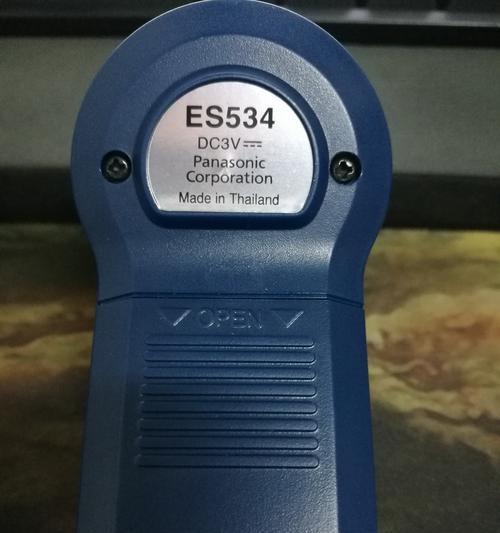 ES534
DC3V⎓
Panasonic
Corporation
Made in Thailand
OPEN